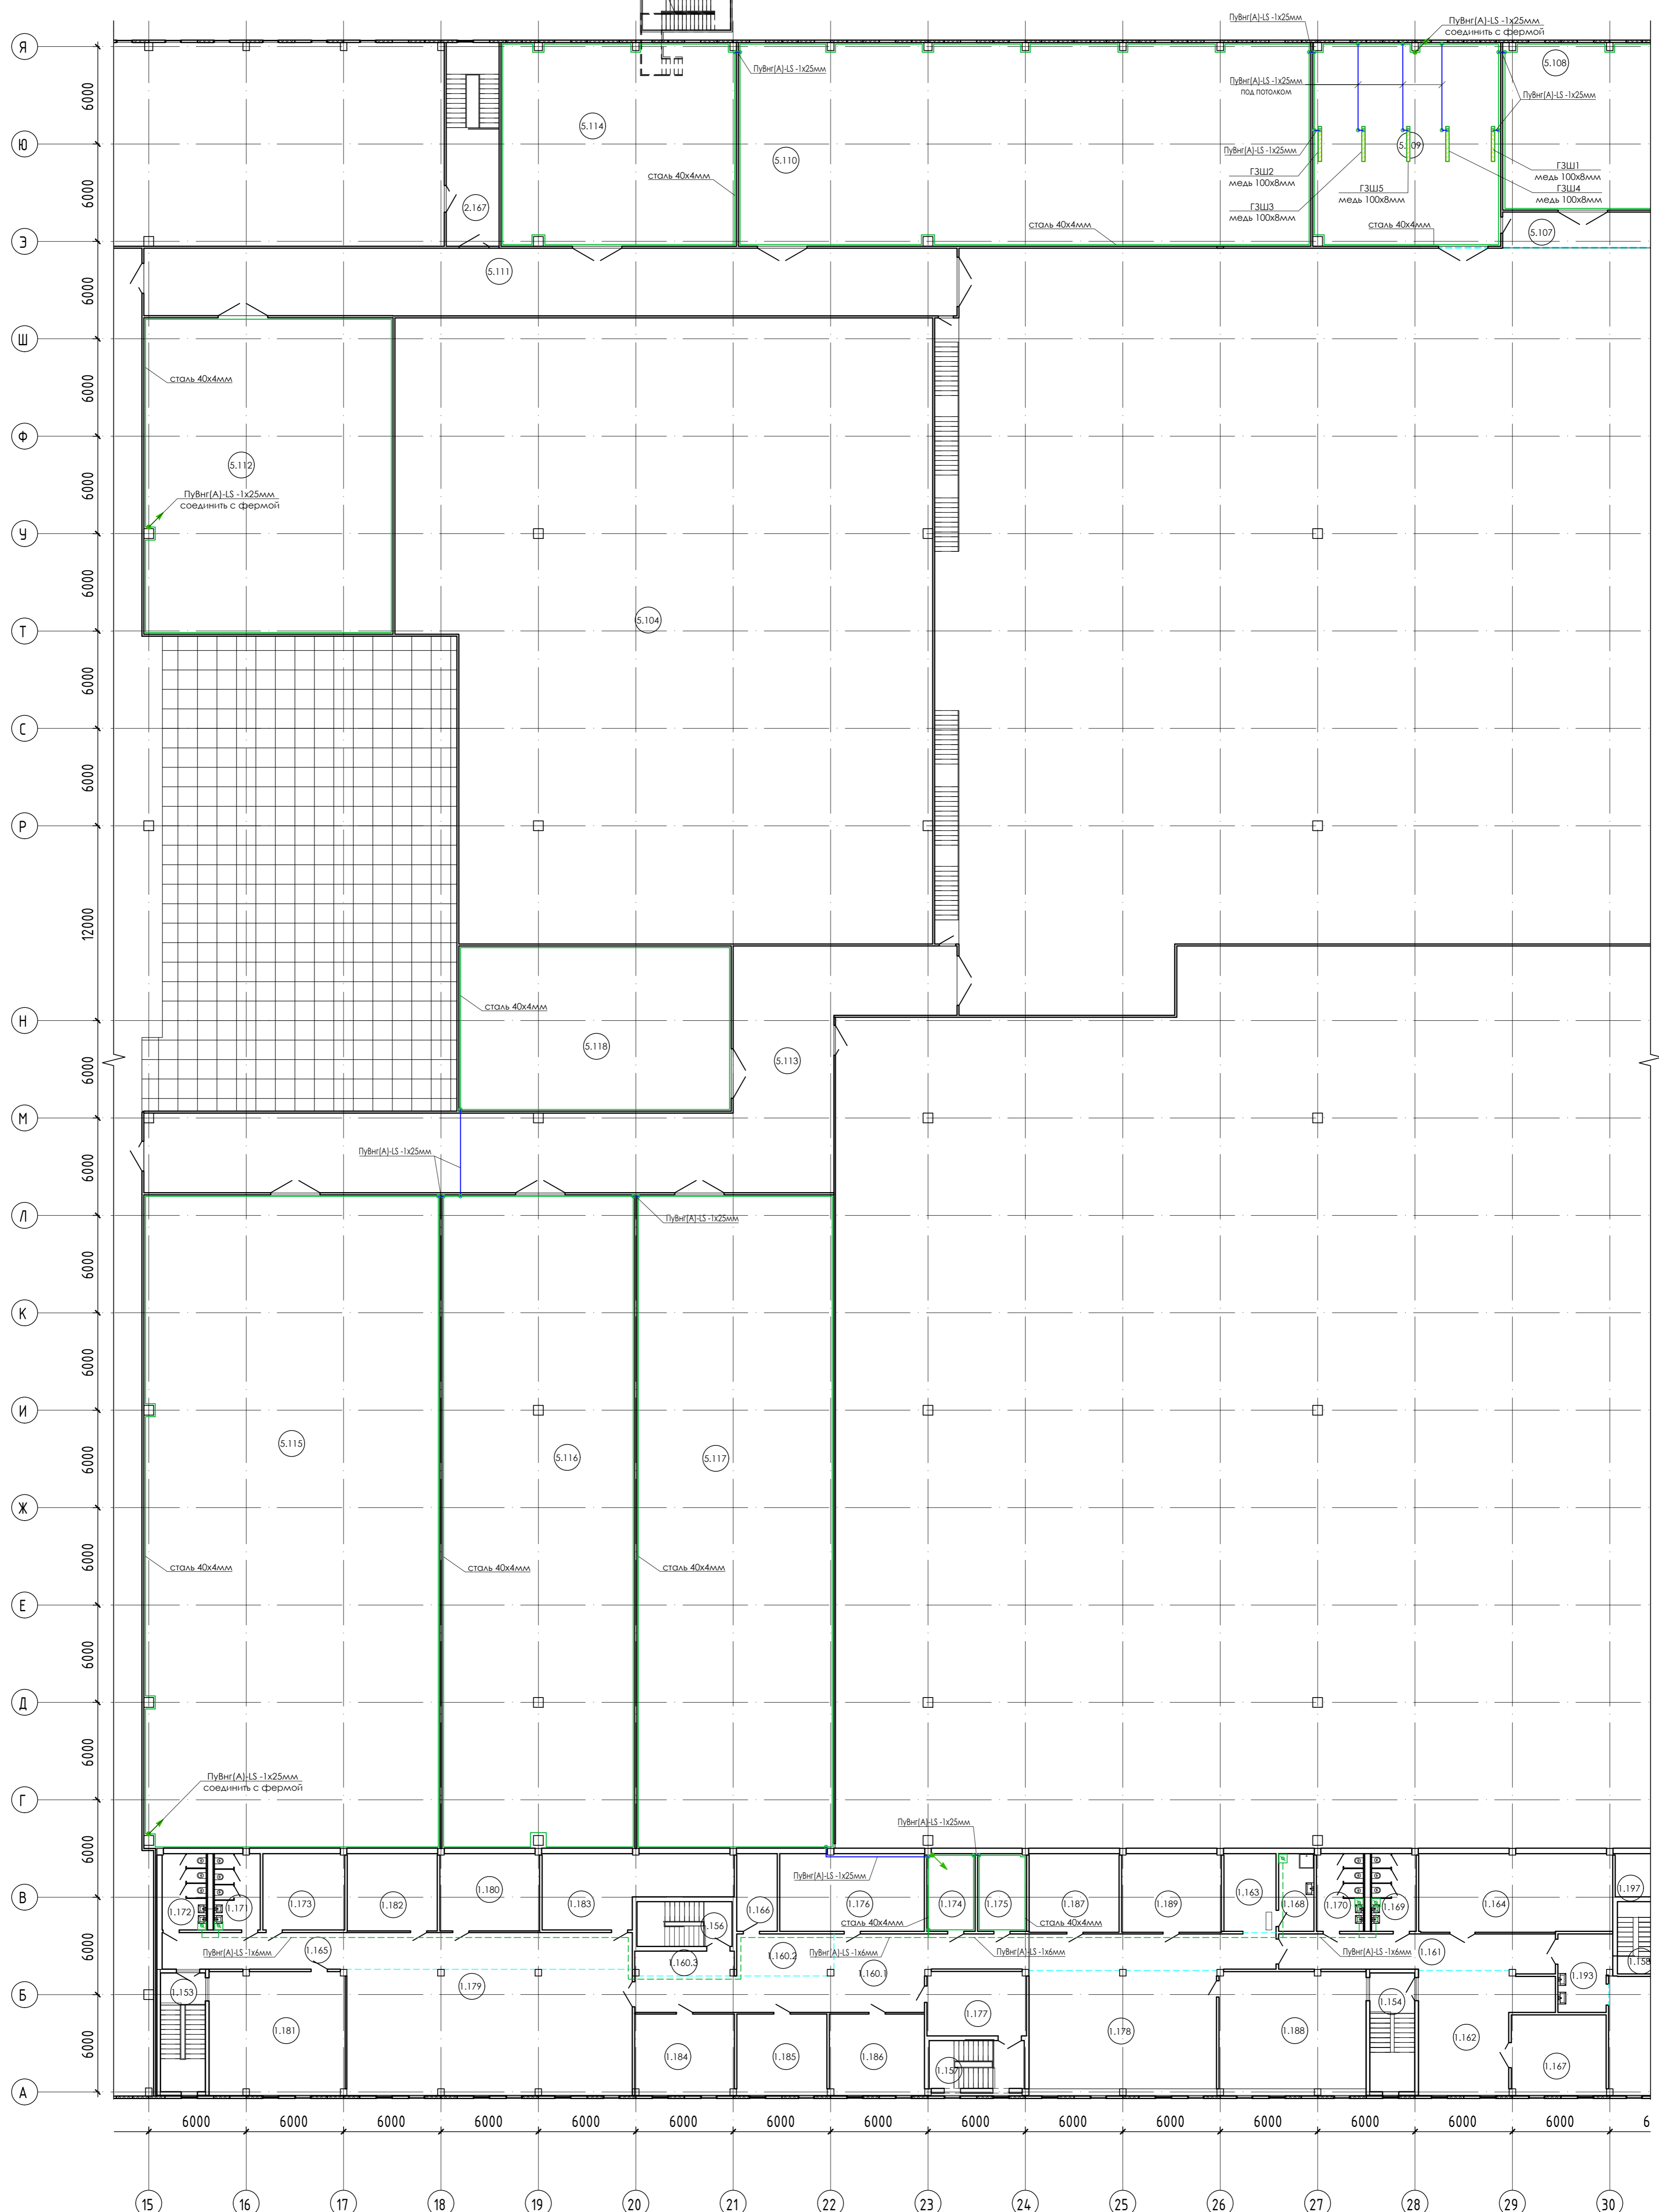 ПуВнг(А)-LS -1х25мм
ПуВнг(А)-LS -1х25мм
соединить с фермой
Я
ПуВнг(А)-LS -1х25мм
5.108
ПуВнг(А)-LS -1х25мм
под потолком
ПуВнг(А)-LS -1х25мм
6000
5.114
Ю
5.110
ПуВнг(А)-LS -1х25мм
5.109
ГЗШ2
медь 100х8мм
ГЗШ1
медь 100х8мм
сталь 40х4мм
ГЗШ5
медь 100х8мм
ГЗШ4
медь 100х8мм
6000
2.167
ГЗШ3
медь 100х8мм
сталь 40х4мм
сталь 40х4мм
5.107
З
5.111
6000
Ш
сталь 40х4мм
6000
Ф
5.112
6000
ПуВнг(А)-LS -1х25мм
соединить с фермой
У
6000
5.104
Т
6000
С
6000
Р
12000
сталь 40х4мм
Н
5.118
5.113
6000
М
ПуВнг(А)-LS -1х25мм
6000
Л
ПуВнг(А)-LS -1х25мм
6000
К
6000
И
5.115
5.116
5.117
6000
Ж
сталь 40х4мм
сталь 40х4мм
сталь 40х4мм
6000
Е
6000
Д
6000
ПуВнг(А)-LS -1х25мм
соединить с фермой
Г
ПуВнг(А)-LS -1х25мм
6000
ПуВнг(А)-LS -1х25мм
В
1.172
1.171
1.173
1.182
1.180
1.183
1.156
1.166
1.176
1.174
1.175
1.187
1.189
1.163
1.168
1.170
1.169
1.164
1.197
сталь 40х4мм
сталь 40х4мм
6000
ПуВнг(А)-LS -1х6мм
1.165
1.160.3
1.160.2
ПуВнг(А)-LS -1х6мм
1.160.1
ПуВнг(А)-LS -1х6мм
ПуВнг(А)-LS -1х6мм
1.161
1.158
Б
1.153
1.179
1.193
1.154
1.181
1.177
1.178
1.188
1.162
6000
1.184
1.185
1.186
1.157
1.167
А
6000 6000 6000 6000 6000 6000 6000 6000 6000 6000 6000 6000 6000 6000 6000 6
15 16 17 18 19 20 21 22 23 24 25 26 27 28 29 30